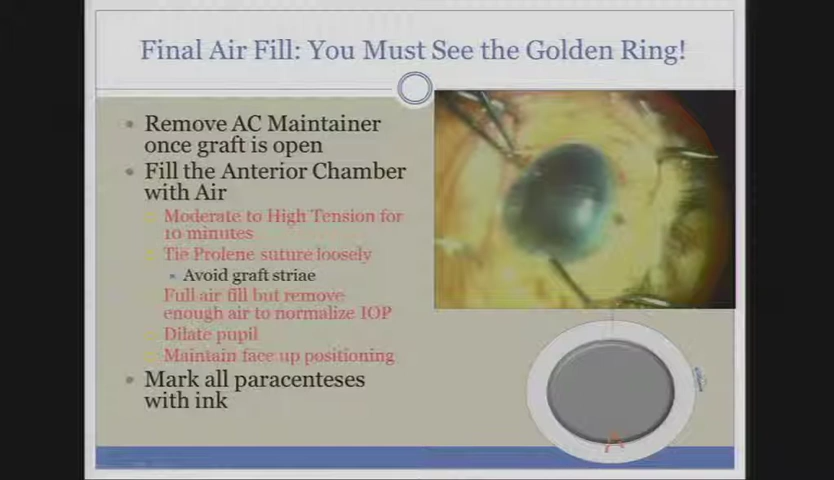 Final Air Fill: You Must See the Golden Ring!
Remove AC Maintainer
once graft is open
Fill the Anterior Chamber
with Air
Moderate to High Tension for
10 minutes
Tie Prolene suture loosely
Avoid graft striae
Full air fill but remove
enough air to normalize IOP
Dilate pupil
Maintain face up positioning
Mark all paracenteses
with ink
A